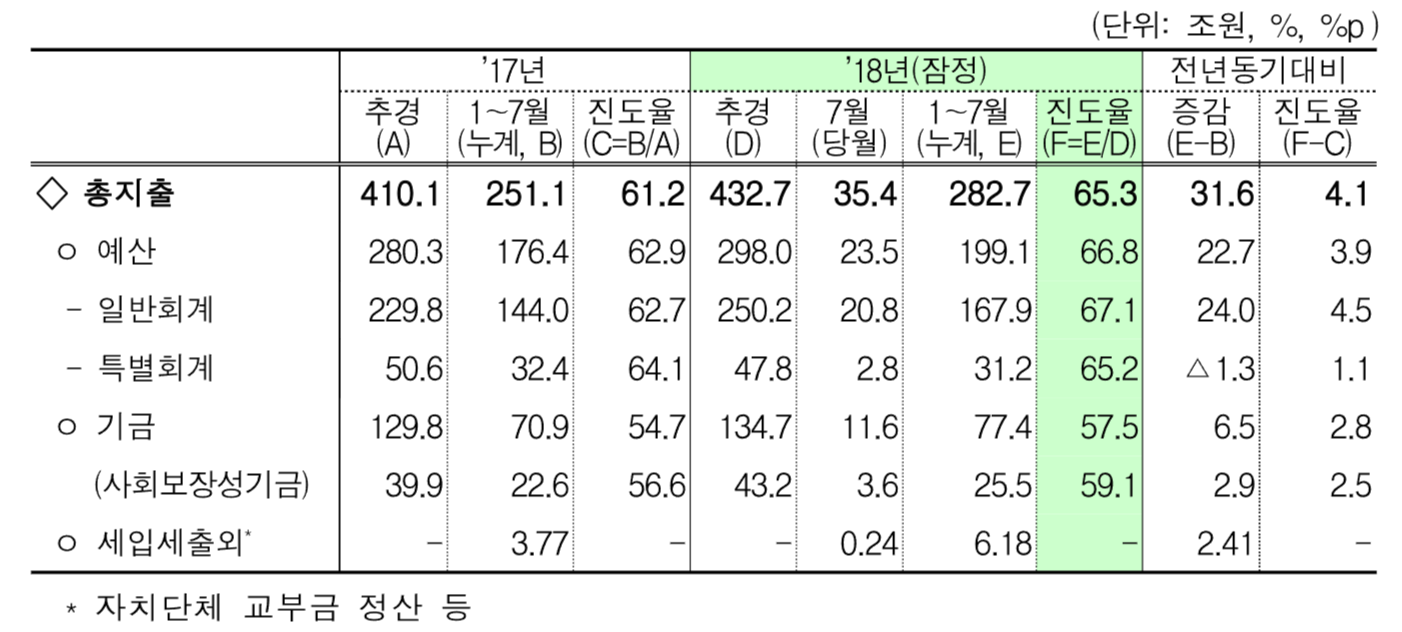 (단위: 조원, %, %p)
’17년 ’18년(잠정) 전년동기대비
추경 (A) 1~7월 (누계, B) 진도율 (C=B/A) 추경 (D) 7월 (당월) 1~7월 (누계, E) 진도율 (F=E/D) 증감 (E-B) 진도율 (F-C)
◇ 총지출 410.1 251.1 61.2 432.7 35.4 282.7 65.3 31.6 4.1
ㅇ 예산 280.3 176.4 62.9 298.0 23.5 199.1 66.8 22.7 3.9
- 일반회계 229.8 144.0 62.7 250.2 20.8 167.9 67.1 24.0 4.5
- 특별회계 50.6 32.4 64.1 47.8 2.8 31.2 65.2 △1.3 1.1
ㅇ 기금 129.8 70.9 54.7 134.7 11.6 77.4 57.5 6.5 2.8
(사회보장성기금) 39.9 22.6 56.6 43.2 3.6 25.5 59.1 2.9 2.5
ㅇ 세입세출외* - 3.77 - - 0.24 6.18 - 2.41 -
* 자치단체 교부금 정산 등